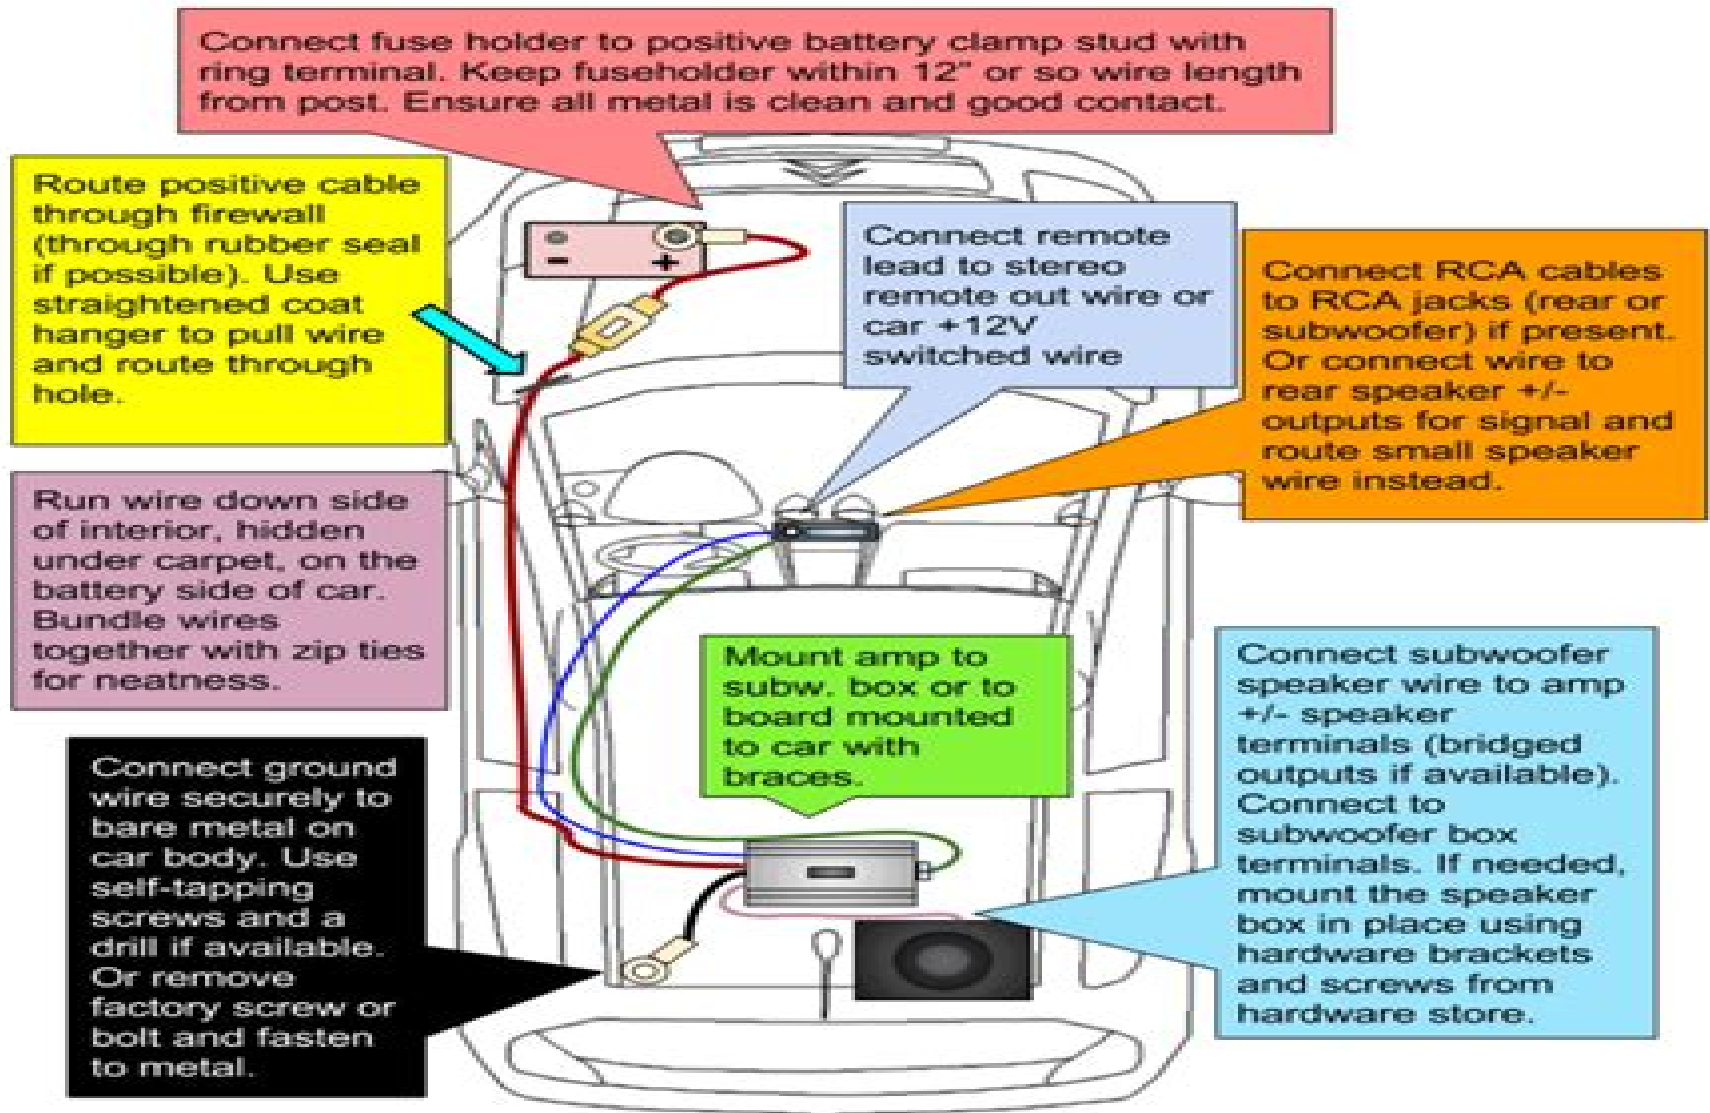 Connect fuse holder to positive battery clamp stud with
ring terminal. Keep fuseholder within 12" or so wire length
from post. Ensure all metal is clean and good contact.
Route positive cable
through firewall
(through rubber seal
if possible). Use
straightened coat
hanger to pull wire
and route through
hole.
- +
Connect remote
lead to stereo
remote out wire or
car +12V
switched wire
Connect RCA cables
to RCA jacks (rear or
subwoofer) if present.
Or connect wire to
rear speaker +/-
outputs for signal and
route small speaker
wire instead.
Run wire down side
of interior, hidden
under carpet, on the
battery side of car.
Bundle wires
together with zip ties
for neatness.
Mount amp to
subw. box or to
board mounted
to car with
braces.
Connect subwoofer
speaker wire to amp
+/- speaker
terminals (bridged
outputs if available).
Connect to
subwoofer box
terminals. If needed,
mount the speaker
box in place using
hardware brackets
and screws from
hardware store.
Connect ground
wire securely to
bare metal on
car body. Use
self-tapping
screws and a
drill if available.
Or remove
factory screw or
bolt and fasten
to metal.